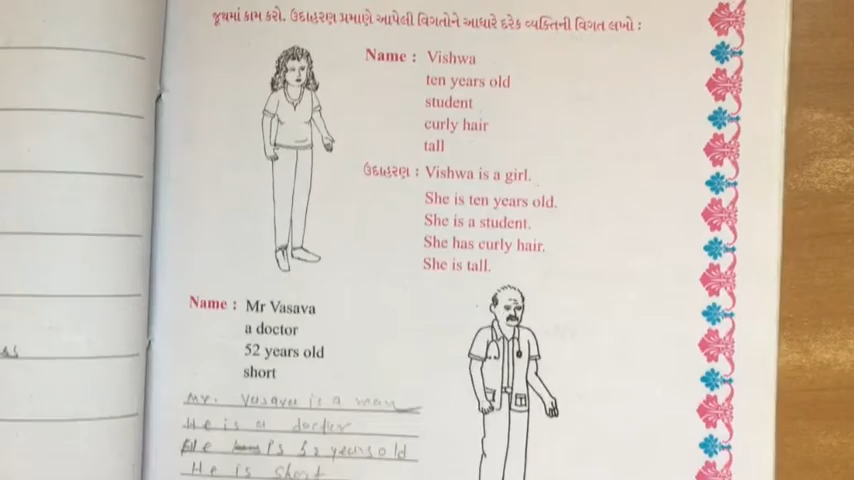 જૂથમાં કામ કરો. ઉદાહરણ પ્રમાણે આપેલી વિગતોને આધારે દરેક વ્યક્તિની વિગત લખો :
Name : Vishwa
ten years old
student
curly hair
tall
ઉદાહરણ : Vishwa is a girl.
She is ten years old.
She is a student.
She has curly hair.
She is tall.
Name : Mr Vasava
a doctor
52 years old
short
Mr. Vasava is a man
He is a doctor
He is 52 years old
He is short